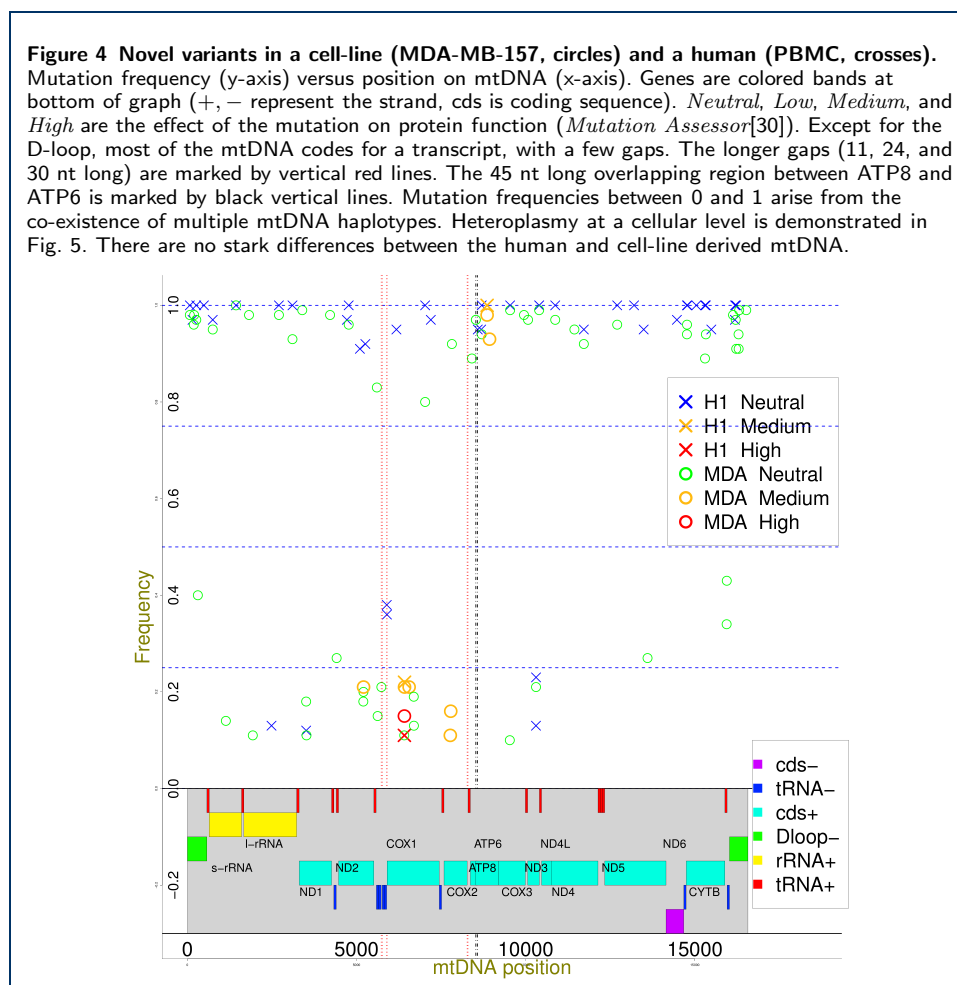 Figure 4 Novel variants in a cell-line (MDA-MB-157, circles) and a human (PBMC, crosses).
Mutation frequency (y-axis) versus position on mtDNA (x-axis). Genes are colored bands at
bottom of graph (+, − represent the strand, cds is coding sequence). Neutral, Low, Medium, and
High are the effect of the mutation on protein function (Mutation Assessor[30]). Except for the
D-loop, most of the mtDNA codes for a transcript, with a few gaps. The longer gaps (11, 24, and
30 nt long) are marked by vertical red lines. The 45 nt long overlapping region between ATP8 and
ATP6 is marked by black vertical lines. Mutation frequencies between 0 and 1 arise from the
co-existence of multiple mtDNA haplotypes. Heteroplasmy at a cellular level is demonstrated in
Fig. 5. There are no stark differences between the human and cell-line derived mtDNA.
1.0
0.8
0.6
0.4
0.2
0.0
−0.2
Frequency
H1 Neutral
H1 Medium
H1 High
MDA Neutral
MDA Medium
MDA High
cds−
tRNA−
cds+
Dloop−
rRNA+
tRNA+
l−rRNA
COX1
ATP6
ND4L
ND6
s−rRNA
ND2
ATP8
ND3
ND5
ND1
COX2
COX3
ND4
CYTB
0
5000
10000
15000
mtDNA position